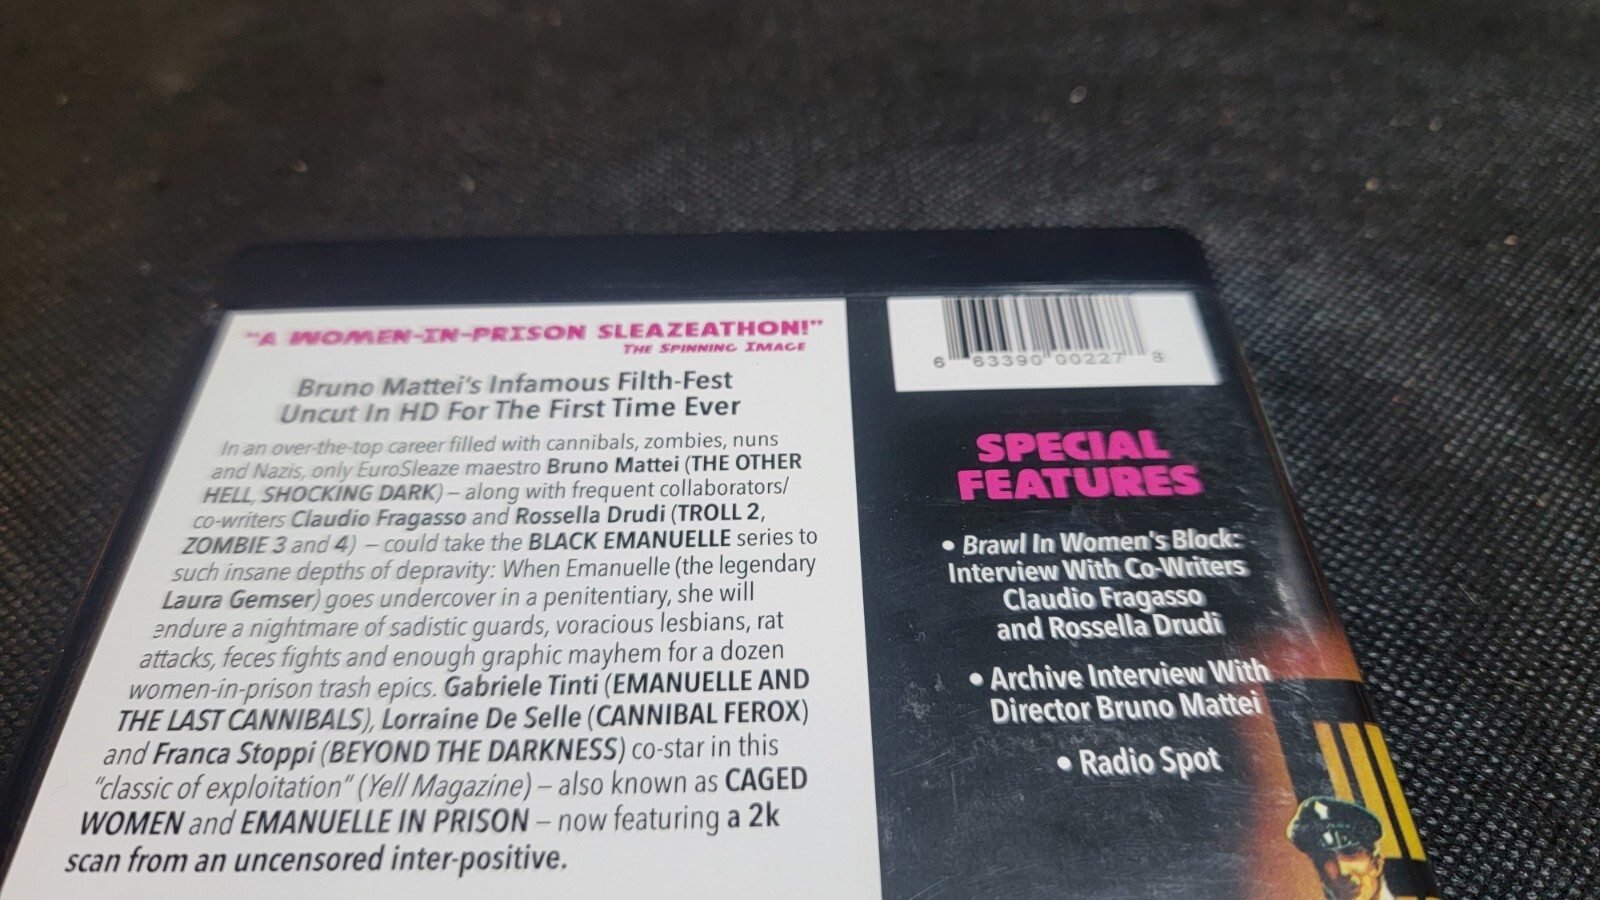 "A WOMEN-IN-PRISON SLEAZEATHON!"
THE SPINNING IMAGE
Bruno Mattei's Infamous Filth-Fest
Uncut In HD For The First Time Ever
In an over-the-top career filled with cannibals, zombies, nuns
and Nazis, only EuroSleaze maestro Bruno Mattei (THE OTHER
HELL, SHOCKING DARK) – along with frequent collaborators/
co-writers Claudio Fragasso and Rossella Drudi (TROLL 2,
ZOMBIE 3 and 4) – could take the BLACK EMANUELLE series to
such insane depths of depravity: When Emanuelle (the legendary
Laura Gemser) goes undercover in a penitentiary, she will
endure a nightmare of sadistic guards, voracious lesbians, rat
attacks, feces fights and enough graphic mayhem for a dozen
women-in-prison trash epics. Gabriele Tinti (EMANUELLE AND
THE LAST CANNIBALS), Lorraine De Selle (CANNIBAL FEROX)
and Franca Stoppi (BEYOND THE DARKNESS) co-star in this
"classic of exploitation" (Yell Magazine) – also known as CAGED
WOMEN and EMANUELLE IN PRISON – now featuring a 2k
scan from an uncensored inter-positive.
6 63390 00227 8
SPECIAL
FEATURES
• Brawl In Women's Block:
Interview With Co-Writers
Claudio Fragasso
and Rossella Drudi
• Archive Interview With
Director Bruno Mattei
• Radio Spot